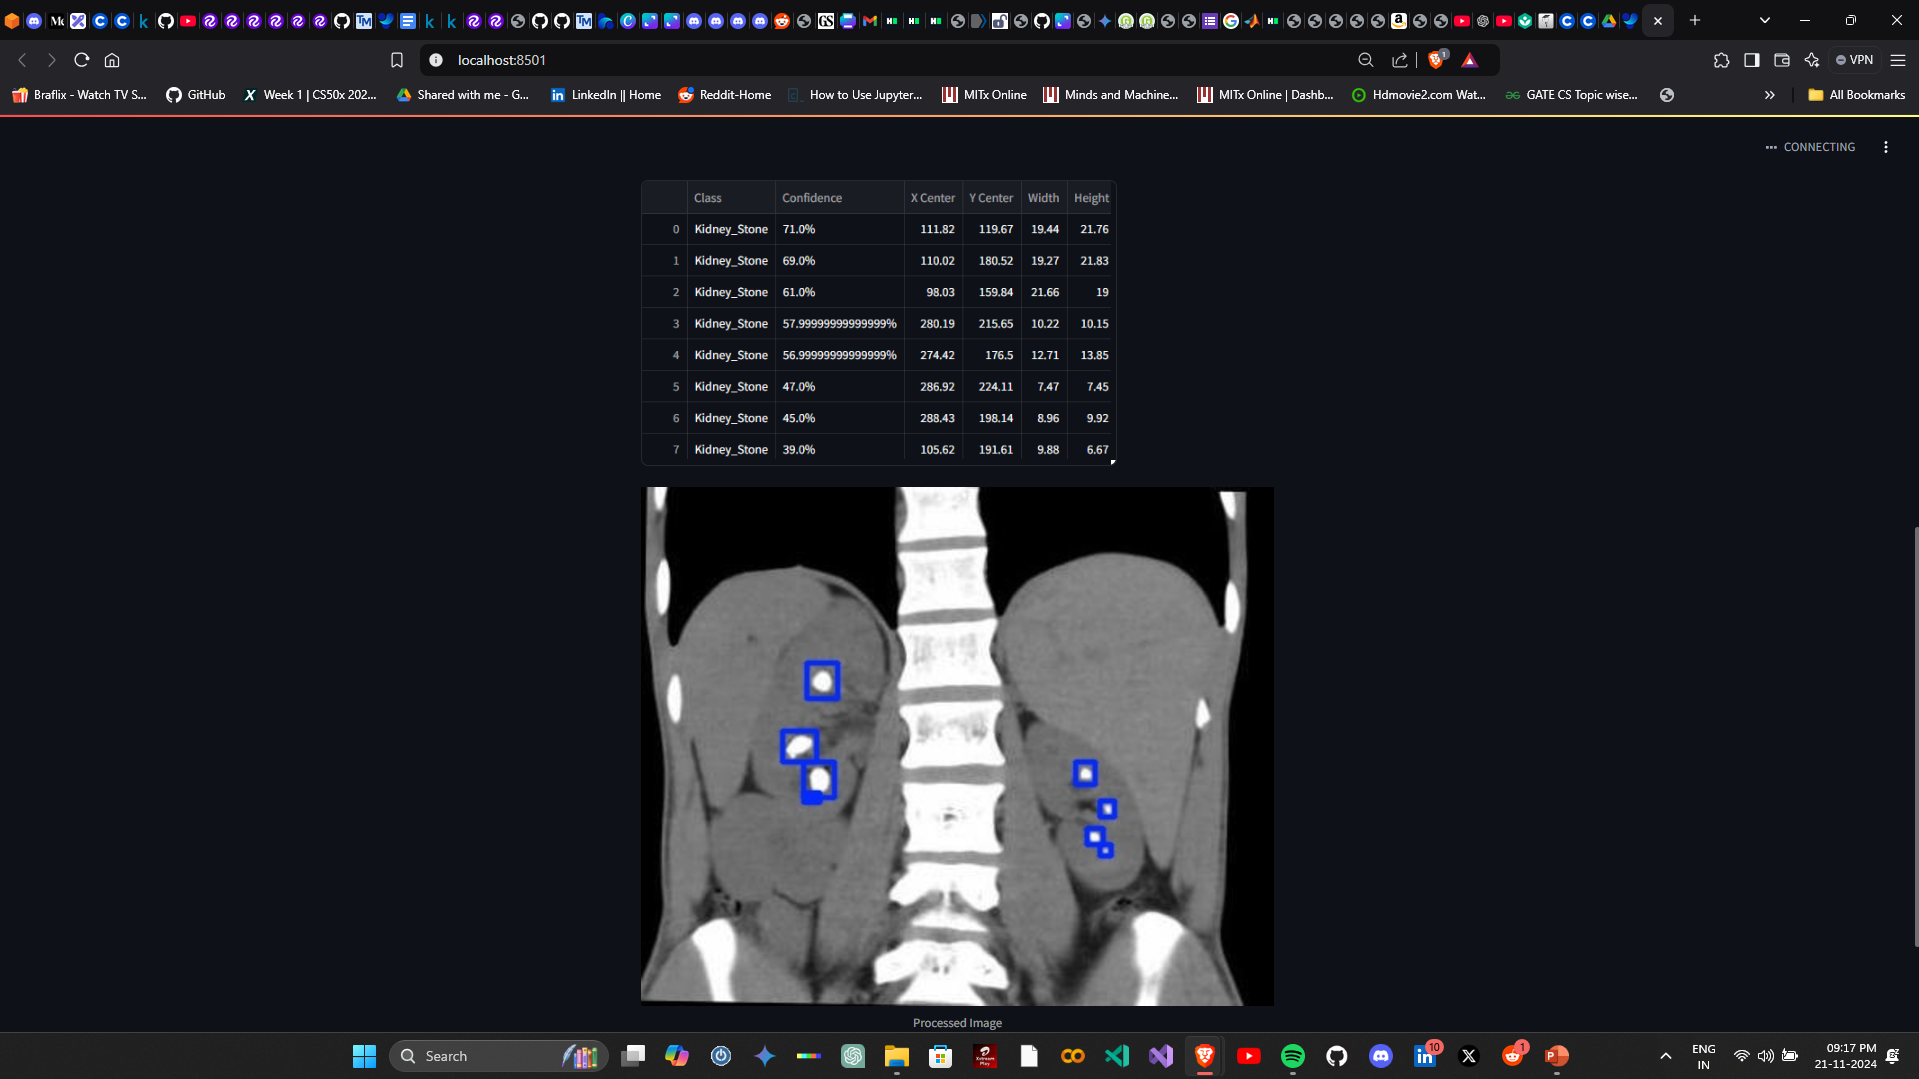 localhost:8501
1
VPN
Braflix - Watch TV S...
GitHub
Week 1 | CS50x 202...
Shared with me - G...
LinkedIn || Home
Reddit-Home
How to Use Jupyter...
MITx Online
Minds and Machine...
MITx Online | Dashb...
Hdmovie2.com Wat...
GATE CS Topic wise...
All Bookmarks
CONNECTING
Class Confidence X Center Y Center Width Height
0 Kidney_Stone 71.0% 111.82 119.67 19.44 21.76
1 Kidney_Stone 69.0% 110.02 180.52 19.27 21.83
2 Kidney_Stone 61.0% 98.03 159.84 21.66 19
3 Kidney_Stone 57.99999999999999% 280.19 215.65 10.22 10.15
4 Kidney_Stone 56.99999999999999% 274.42 176.5 12.71 13.85
5 Kidney_Stone 47.0% 286.92 224.11 7.47 7.45
6 Kidney_Stone 45.0% 288.43 198.14 8.96 9.92
7 Kidney_Stone 39.0% 105.62 191.61 9.88 6.67
Processed Image
Search
10
1
ENG
IN
09:17 PM
21-11-2024